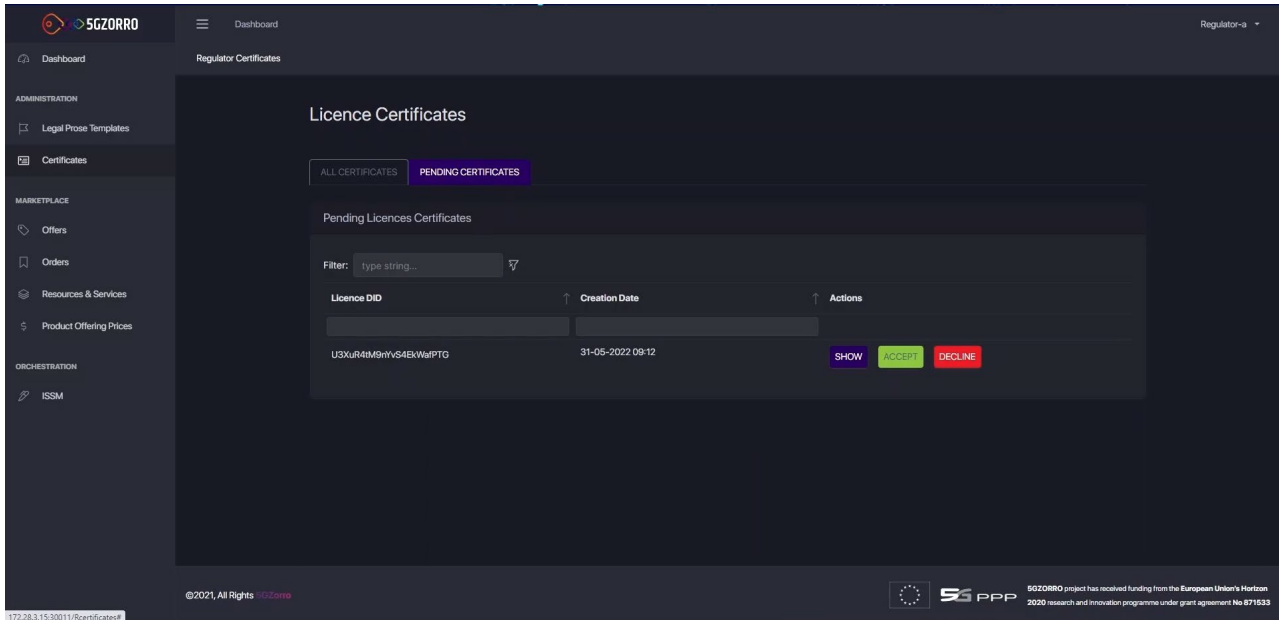 5GZORRO
Dashboard
Regulator-a
Dashboard
Regulator Certificates
ADMINISTRATION
Legal Prose Templates
Certificates
MARKETPLACE
Offers
Orders
Resources & Services
Product Offering Prices
ORCHESTRATION
ISSM
Licence Certificates
ALL CERTIFICATES PENDING CERTIFICATES
Pending Licences Certificates
Filter: type string...
Licence DID Creation Date Actions
U3XuR4tM9nYvS4EkWafPTG 31-05-2022 09:12 SHOW ACCEPT DECLINE
©2021, All Rights 5GZorro
5G PPP
5GZORRO project has received funding from the European Union's Horizon
2020 research and innovation programme under grant agreement No 871533
172.28.3.15:30011/Rcertificates#